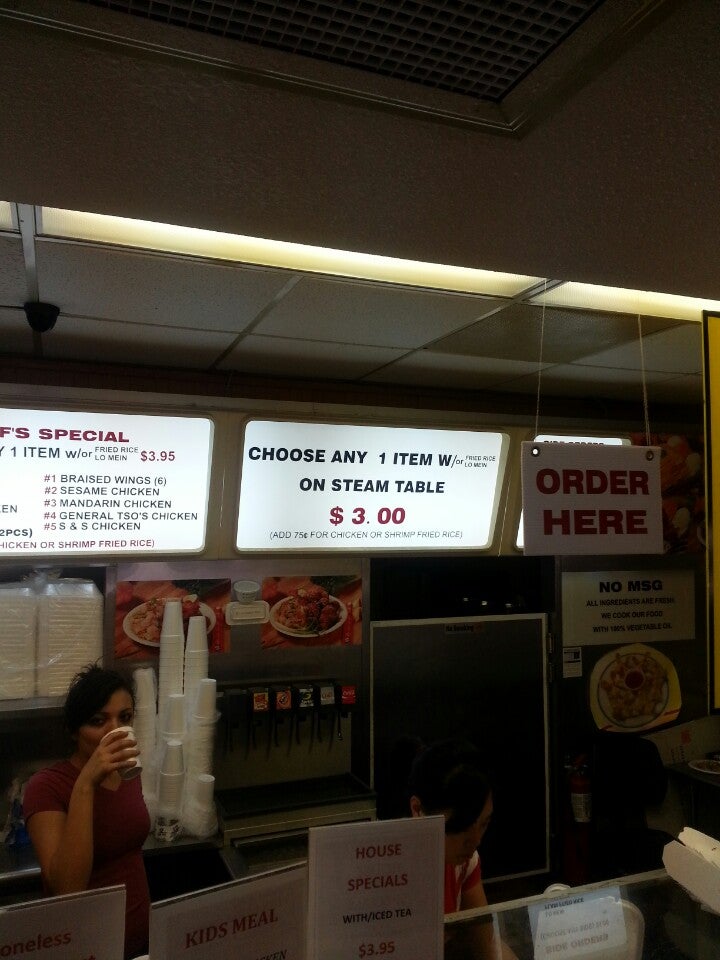 F'S SPECIAL
Y 1 ITEM w/or FRIED RICE LO MEIN $3.95
#1 BRAISED WINGS (6)
#2 SESAME CHICKEN
#3 MANDARIN CHICKEN
#4 GENERAL TSO'S CHICKEN
#5 S & S CHICKEN
2PCS)
HICKEN OR SHRIMP FRIED RICE)
CHOOSE ANY 1 ITEM W/or FRIED RICE LO MEIN
ON STEAM TABLE
$ 3.00
(ADD 75¢ FOR CHICKEN OR SHRIMP FRIED RICE)
ORDER
HERE
NO MSG
ALL INGREDIENTS ARE FRESH,
WE COOK OUR FOOD
WITH 100% VEGETABLE OIL
No Smoking
HOUSE
SPECIALS
WITH/ICED TEA
$3.95
KIDS MEAL
oneless